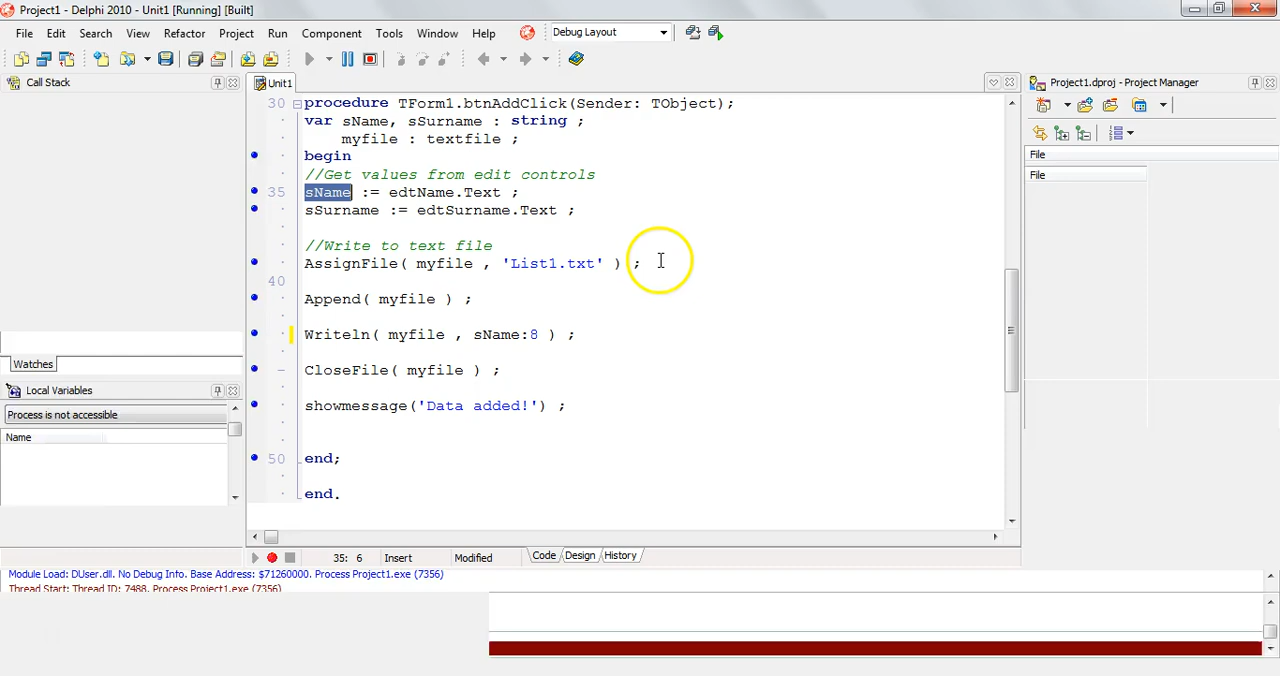 Project1 - Delphi 2010 - Unit1 [Running] [Built]
File Edit Search View Refactor Project Run Component Tools Window Help Debug Layout
Call Stack
Unit1
Project1.dproj - Project Manager
30 procedure TForm1.btnAddClick(Sender: TObject);
var sName, sSurname : string ;
myfile : textfile ;
begin
//Get values from edit controls
35 sName := edtName.Text ;
sSurname := edtSurname.Text ;
//Write to text file
AssignFile( myfile , 'List1.txt' ) ;
40
Append( myfile ) ;
Writeln( myfile , sName:8 ) ;
CloseFile( myfile ) ;
showmessage('Data added!') ;
50 end;
end.
File
File
Watches
Local Variables
Process is not accessible
Name
35: 6 Insert Modified Code Design History
Module Load: DUser.dll. No Debug Info. Base Address: $71260000. Process Project1.exe (7356)
Thread Start: Thread ID: 7488. Process Project1.exe (7356)